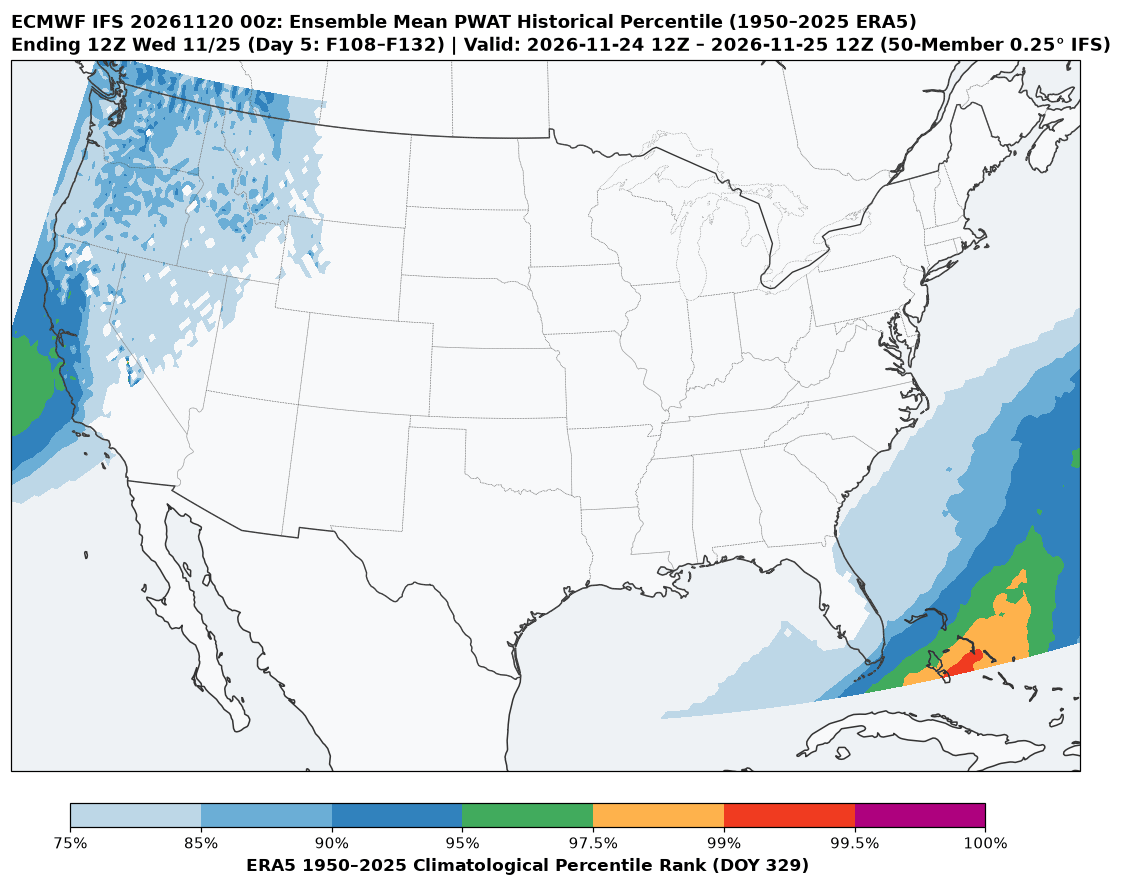 ECMWF IFS 20261120 00z: Ensemble Mean PWAT Historical Percentile (1950–2025 ERA5)
Ending 12Z Wed 11/25 (Day 5: F108–F132) | Valid: 2026-11-24 12Z – 2026-11-25 12Z (50-Member 0.25° IFS)
75% 85% 90% 95% 97.5% 99% 99.5% 100%
ERA5 1950–2025 Climatological Percentile Rank (DOY 329)